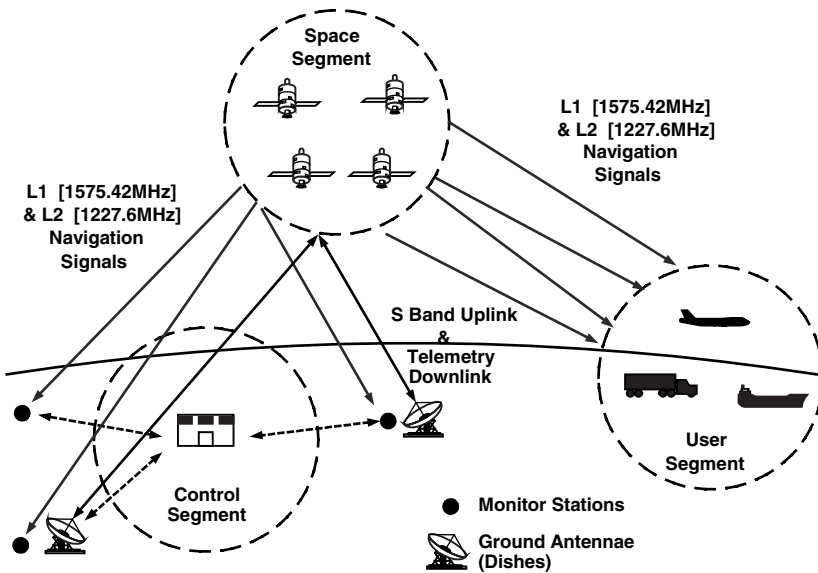 Space
Segment
L1 [1575.42MHz]
& L2 [1227.6MHz]
Navigation
Signals
L1 [1575.42MHz]
& L2 [1227.6MHz]
Navigation
Signals
S Band Uplink
&
Telemetry
Downlink
User
Segment
Control
Segment
Monitor Stations
Ground Antennae
(Dishes)